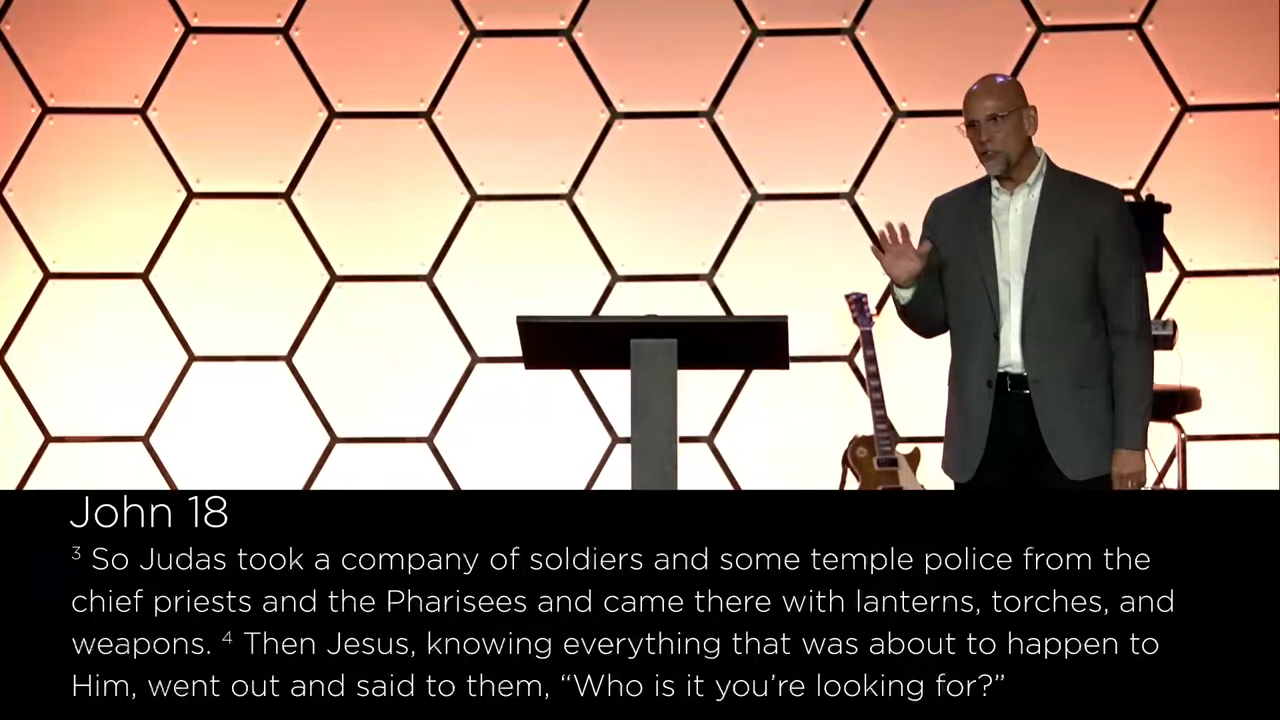 John 18
3 So Judas took a company of soldiers and some temple police from the
chief priests and the Pharisees and came there with lanterns, torches, and
weapons. 4 Then Jesus, knowing everything that was about to happen to
Him, went out and said to them, “Who is it you’re looking for?”